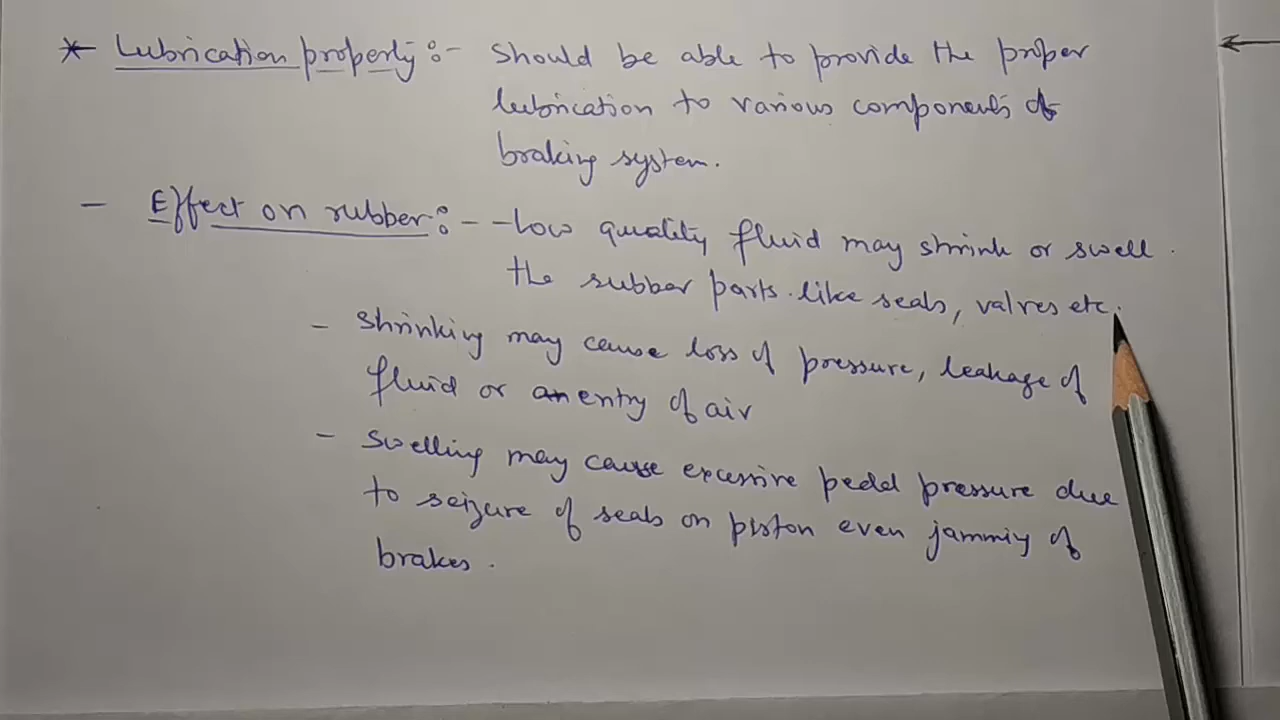 * Lubrication property :- Should be able to provide the proper
lubrication to various components of
braking system.
- Effect on rubber :- - Low quality fluid may shrink or swell.
the rubber parts like seals, valves etc.
- Shrinking may cause loss of pressure, leakage of
fluid or an entry of air
- Swelling may cause excessive pedal pressure due
to seizure of seals on piston even jamming of
brakes.